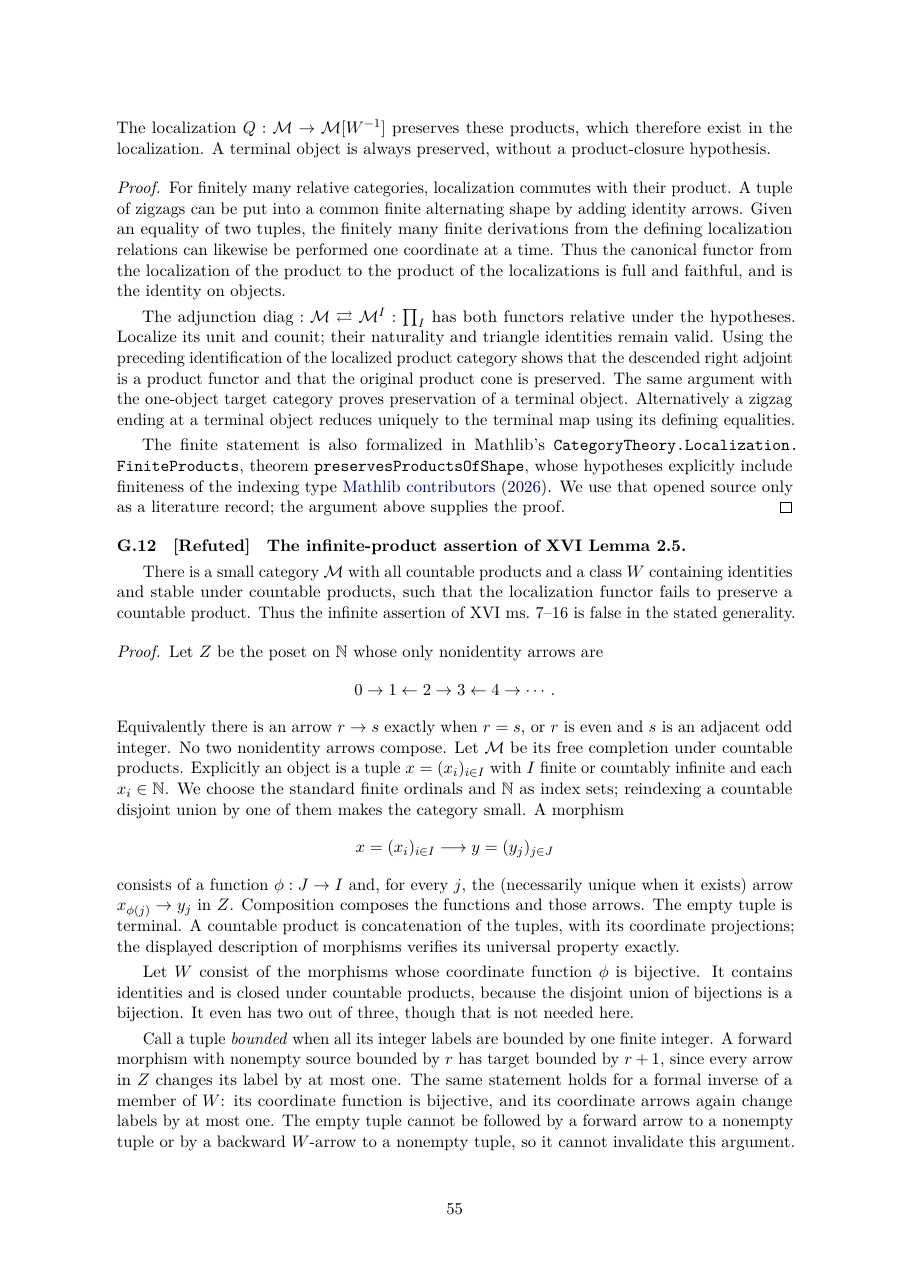 The localization Q : ℳ → ℳ[W⁻¹] preserves these products, which therefore exist in the
localization. A terminal object is always preserved, without a product-closure hypothesis.
Proof. For finitely many relative categories, localization commutes with their product. A tuple
of zigzags can be put into a common finite alternating shape by adding identity arrows. Given
an equality of two tuples, the finitely many finite derivations from the defining localization
relations can likewise be performed one coordinate at a time. Thus the canonical functor from
the localization of the product to the product of the localizations is full and faithful, and is
the identity on objects.
The adjunction diag : ℳ ⇄ ℳᴵ : ∏_I has both functors relative under the hypotheses.
Localize its unit and counit; their naturality and triangle identities remain valid. Using the
preceding identification of the localized product category shows that the descended right adjoint
is a product functor and that the original product cone is preserved. The same argument with
the one-object target category proves preservation of a terminal object. Alternatively a zigzag
ending at a terminal object reduces uniquely to the terminal map using its defining equalities.
The finite statement is also formalized in Mathlib's CategoryTheory.Localization.
FiniteProducts, theorem preservesProductsOfShape, whose hypotheses explicitly include
finiteness of the indexing type Mathlib contributors (2026). We use that opened source only
as a literature record; the argument above supplies the proof. □
G.12 [Refuted] The infinite-product assertion of XVI Lemma 2.5.
There is a small category ℳ with all countable products and a class W containing identities
and stable under countable products, such that the localization functor fails to preserve a
countable product. Thus the infinite assertion of XVI ms. 7–16 is false in the stated generality.
Proof. Let Z be the poset on ℕ whose only nonidentity arrows are
0 → 1 ← 2 → 3 ← 4 → ⋯ .
Equivalently there is an arrow r → s exactly when r = s, or r is even and s is an adjacent odd
integer. No two nonidentity arrows compose. Let ℳ be its free completion under countable
products. Explicitly an object is a tuple x = (x_i)_{i∈I} with I finite or countably infinite and each
x_i ∈ ℕ. We choose the standard finite ordinals and ℕ as index sets; reindexing a countable
disjoint union by one of them makes the category small. A morphism
x = (x_i)_{i∈I} ⟶ y = (y_j)_{j∈J}
consists of a function ϕ : J → I and, for every j, the (necessarily unique when it exists) arrow
x_{ϕ(j)} → y_j in Z. Composition composes the functions and those arrows. The empty tuple is
terminal. A countable product is concatenation of the tuples, with its coordinate projections;
the displayed description of morphisms verifies its universal property exactly.
Let W consist of the morphisms whose coordinate function ϕ is bijective. It contains
identities and is closed under countable products, because the disjoint union of bijections is a
bijection. It even has two out of three, though that is not needed here.
Call a tuple bounded when all its integer labels are bounded by one finite integer. A forward
morphism with nonempty source bounded by r has target bounded by r + 1, since every arrow
in Z changes its label by at most one. The same statement holds for a formal inverse of a
member of W: its coordinate function is bijective, and its coordinate arrows again change
labels by at most one. The empty tuple cannot be followed by a forward arrow to a nonempty
tuple or by a backward W-arrow to a nonempty tuple, so it cannot invalidate this argument.
55